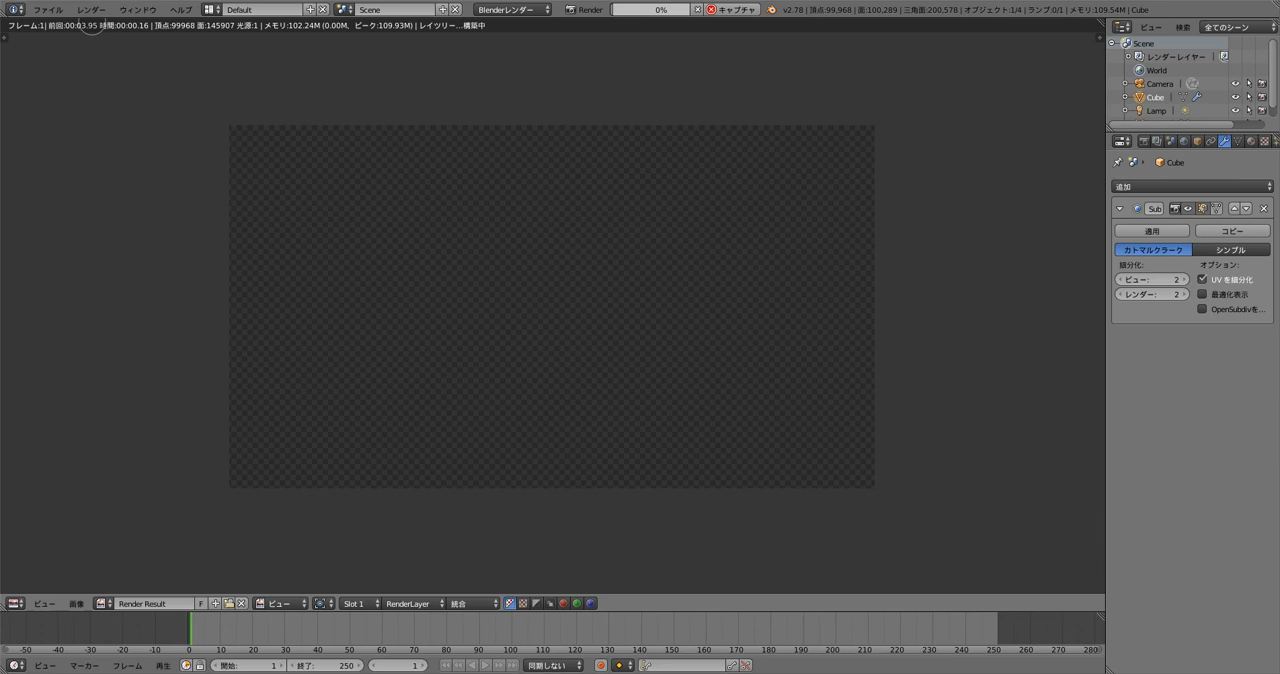 ファイル レンダー ウィンドウ ヘルプ Default Scene Blenderレンダー Render 0% キャプチャ v2.78 | 頂点:99,968 | 面:100,289 | 三角面:200,578 | オブジェクト:1/4 | ランプ:0/1 | メモリ:109.54M | Cube
フレーム:1| 前回:00:03.95 時間:00:00.16 | 頂点:99968 面:145907 光源:1 | メモリ:102.24M (0.00M, ピーク:109.93M) | レイツリー...構築中
ビュー 検索 全てのシーン
Scene
レンダーレイヤー |
World
Camera |
Cube |
Lamp |
Cube
追加
Sub
適用 コピー
カトマルクラーク シンプル
細分化: オプション:
ビュー: 2 UV を細分化
レンダー: 2 最適化表示
OpenSubdivを...
ビュー 画像 Render Result F ビュー Slot 1 RenderLayer 統合
-50 -40 -30 -20 -10 0 10 20 30 40 50 60 70 80 90 100 110 120 130 140 150 160 170 180 190 200 210 220 230 240 250 260 270 280
ビュー マーカー フレーム 再生 開始: 1 終了: 250 1 同期しない